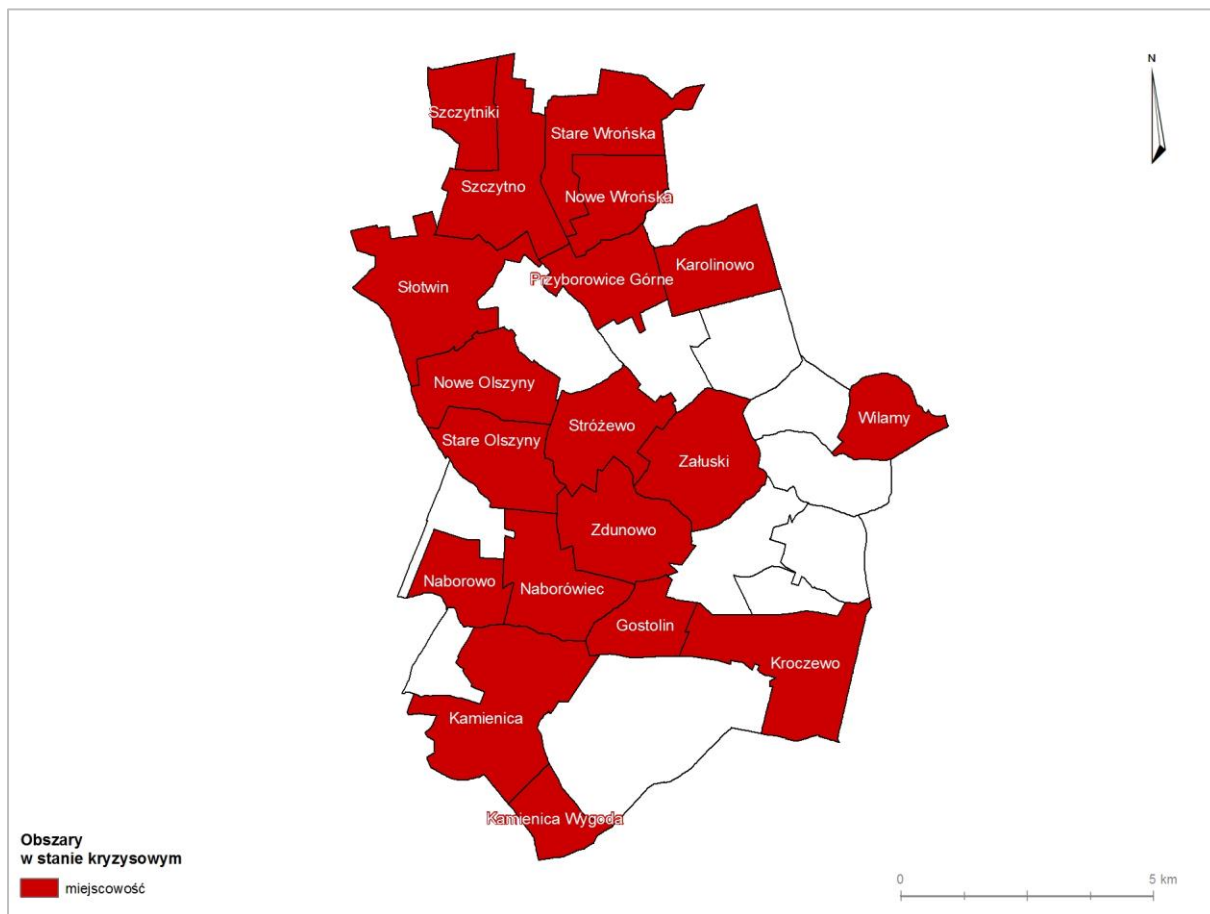 N
Szczytniki
Stare Wrońska
Szczytno
Nowe Wrońska
Karolinowo
Przyborowice Górne
Słotwin
Nowe Olszyny
Wilamy
Stróżewo
Stare Olszyny
Załuski
Zdunowo
Naborowo
Naborówiec
Gostolin
Kroczewo
Kamienica
Kamienica Wygoda
Obszary
w stanie kryzysowym
miejscowość
0 5 km